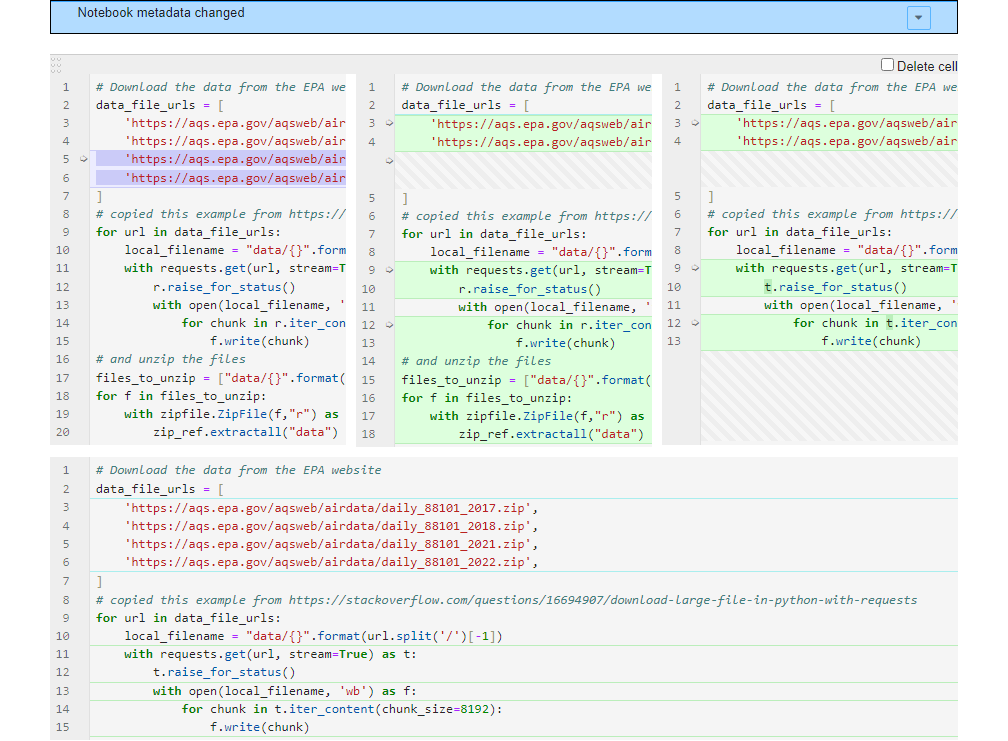 Notebook metadata changed
Delete cell
1 # Download the data from the EPA we
2 data_file_urls = [
3 'https://aqs.epa.gov/aqsweb/air
4 'https://aqs.epa.gov/aqsweb/air
5 'https://aqs.epa.gov/aqsweb/air
6 'https://aqs.epa.gov/aqsweb/air
7 ]
8 # copied this example from https://
9 for url in data_file_urls:
10 local_filename = "data/{}".form
11 with requests.get(url, stream=T
12 r.raise_for_status()
13 with open(local_filename, '
14 for chunk in r.iter_con
15 f.write(chunk)
16 # and unzip the files
17 files_to_unzip = ["data/{}".format(
18 for f in files_to_unzip:
19 with zipfile.ZipFile(f,"r") as
20 zip_ref.extractall("data")
1 # Download the data from the EPA we
2 data_file_urls = [
3 'https://aqs.epa.gov/aqsweb/air
4 'https://aqs.epa.gov/aqsweb/air
5 ]
6 # copied this example from https://
7 for url in data_file_urls:
8 local_filename = "data/{}".form
9 with requests.get(url, stream=T
10 r.raise_for_status()
11 with open(local_filename, '
12 for chunk in r.iter_con
13 f.write(chunk)
14 # and unzip the files
15 files_to_unzip = ["data/{}".format(
16 for f in files_to_unzip:
17 with zipfile.ZipFile(f,"r") as
18 zip_ref.extractall("data")
1 # Download the data from the EPA we
2 data_file_urls = [
3 'https://aqs.epa.gov/aqsweb/air
4 'https://aqs.epa.gov/aqsweb/air
5 ]
6 # copied this example from https://
7 for url in data_file_urls:
8 local_filename = "data/{}".form
9 with requests.get(url, stream=T
10 t.raise_for_status()
11 with open(local_filename, '
12 for chunk in t.iter_con
13 f.write(chunk)
1 # Download the data from the EPA website
2 data_file_urls = [
3 'https://aqs.epa.gov/aqsweb/airdata/daily_88101_2017.zip',
4 'https://aqs.epa.gov/aqsweb/airdata/daily_88101_2018.zip',
5 'https://aqs.epa.gov/aqsweb/airdata/daily_88101_2021.zip',
6 'https://aqs.epa.gov/aqsweb/airdata/daily_88101_2022.zip',
7 ]
8 # copied this example from https://stackoverflow.com/questions/16694907/download-large-file-in-python-with-requests
9 for url in data_file_urls:
10 local_filename = "data/{}".format(url.split('/')[-1])
11 with requests.get(url, stream=True) as t:
12 t.raise_for_status()
13 with open(local_filename, 'wb') as f:
14 for chunk in t.iter_content(chunk_size=8192):
15 f.write(chunk)